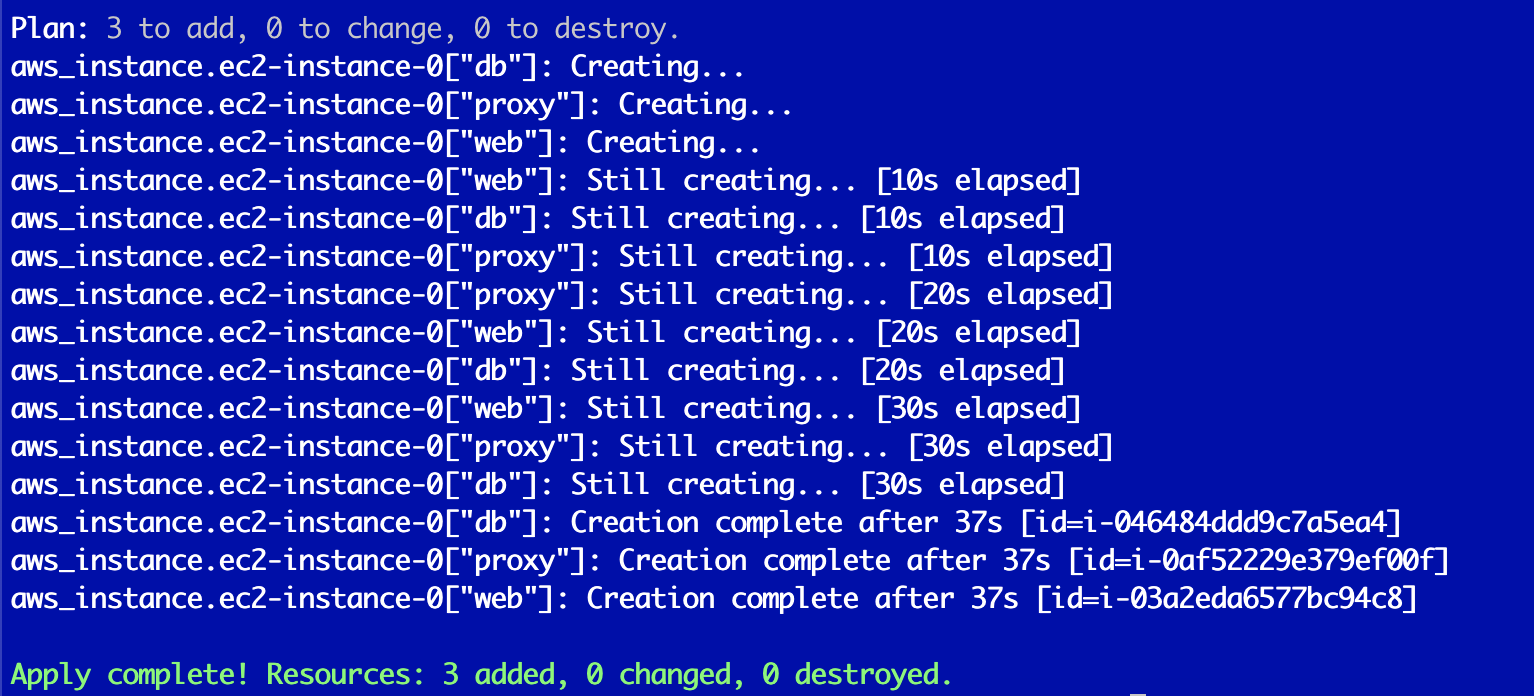 Plan: 3 to add, 0 to change, 0 to destroy.
aws_instance.ec2-instance-0["db"]: Creating...
aws_instance.ec2-instance-0["proxy"]: Creating...
aws_instance.ec2-instance-0["web"]: Creating...
aws_instance.ec2-instance-0["web"]: Still creating... [10s elapsed]
aws_instance.ec2-instance-0["db"]: Still creating... [10s elapsed]
aws_instance.ec2-instance-0["proxy"]: Still creating... [10s elapsed]
aws_instance.ec2-instance-0["proxy"]: Still creating... [20s elapsed]
aws_instance.ec2-instance-0["web"]: Still creating... [20s elapsed]
aws_instance.ec2-instance-0["db"]: Still creating... [20s elapsed]
aws_instance.ec2-instance-0["web"]: Still creating... [30s elapsed]
aws_instance.ec2-instance-0["proxy"]: Still creating... [30s elapsed]
aws_instance.ec2-instance-0["db"]: Still creating... [30s elapsed]
aws_instance.ec2-instance-0["db"]: Creation complete after 37s [id=i-046484ddd9c7a5ea4]
aws_instance.ec2-instance-0["proxy"]: Creation complete after 37s [id=i-0af52229e379ef00f]
aws_instance.ec2-instance-0["web"]: Creation complete after 37s [id=i-03a2eda6577bc94c8]
Apply complete! Resources: 3 added, 0 changed, 0 destroyed.